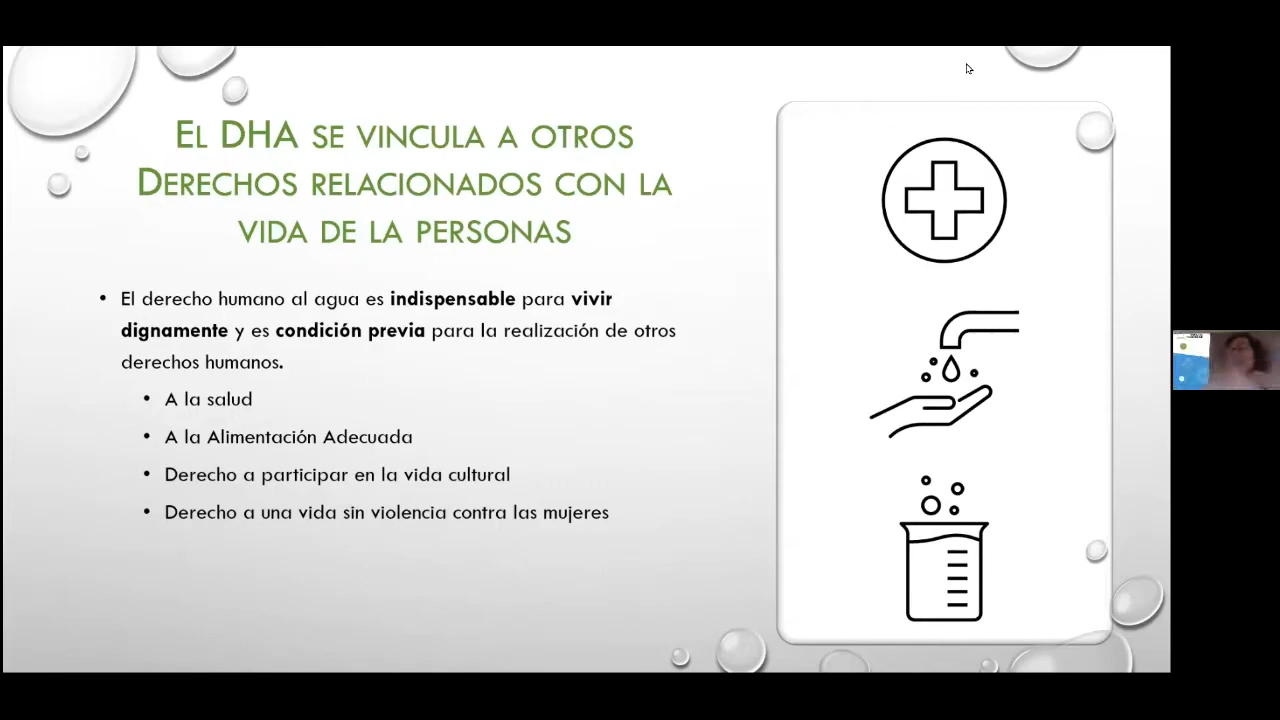 El DHA se vincula a otros
Derechos relacionados con la
vida de la personas
• El derecho humano al agua es indispensable para vivir
dignamente y es condición previa para la realización de otros
derechos humanos.
• A la salud
• A la Alimentación Adecuada
• Derecho a participar en la vida cultural
• Derecho a una vida sin violencia contra las mujeres